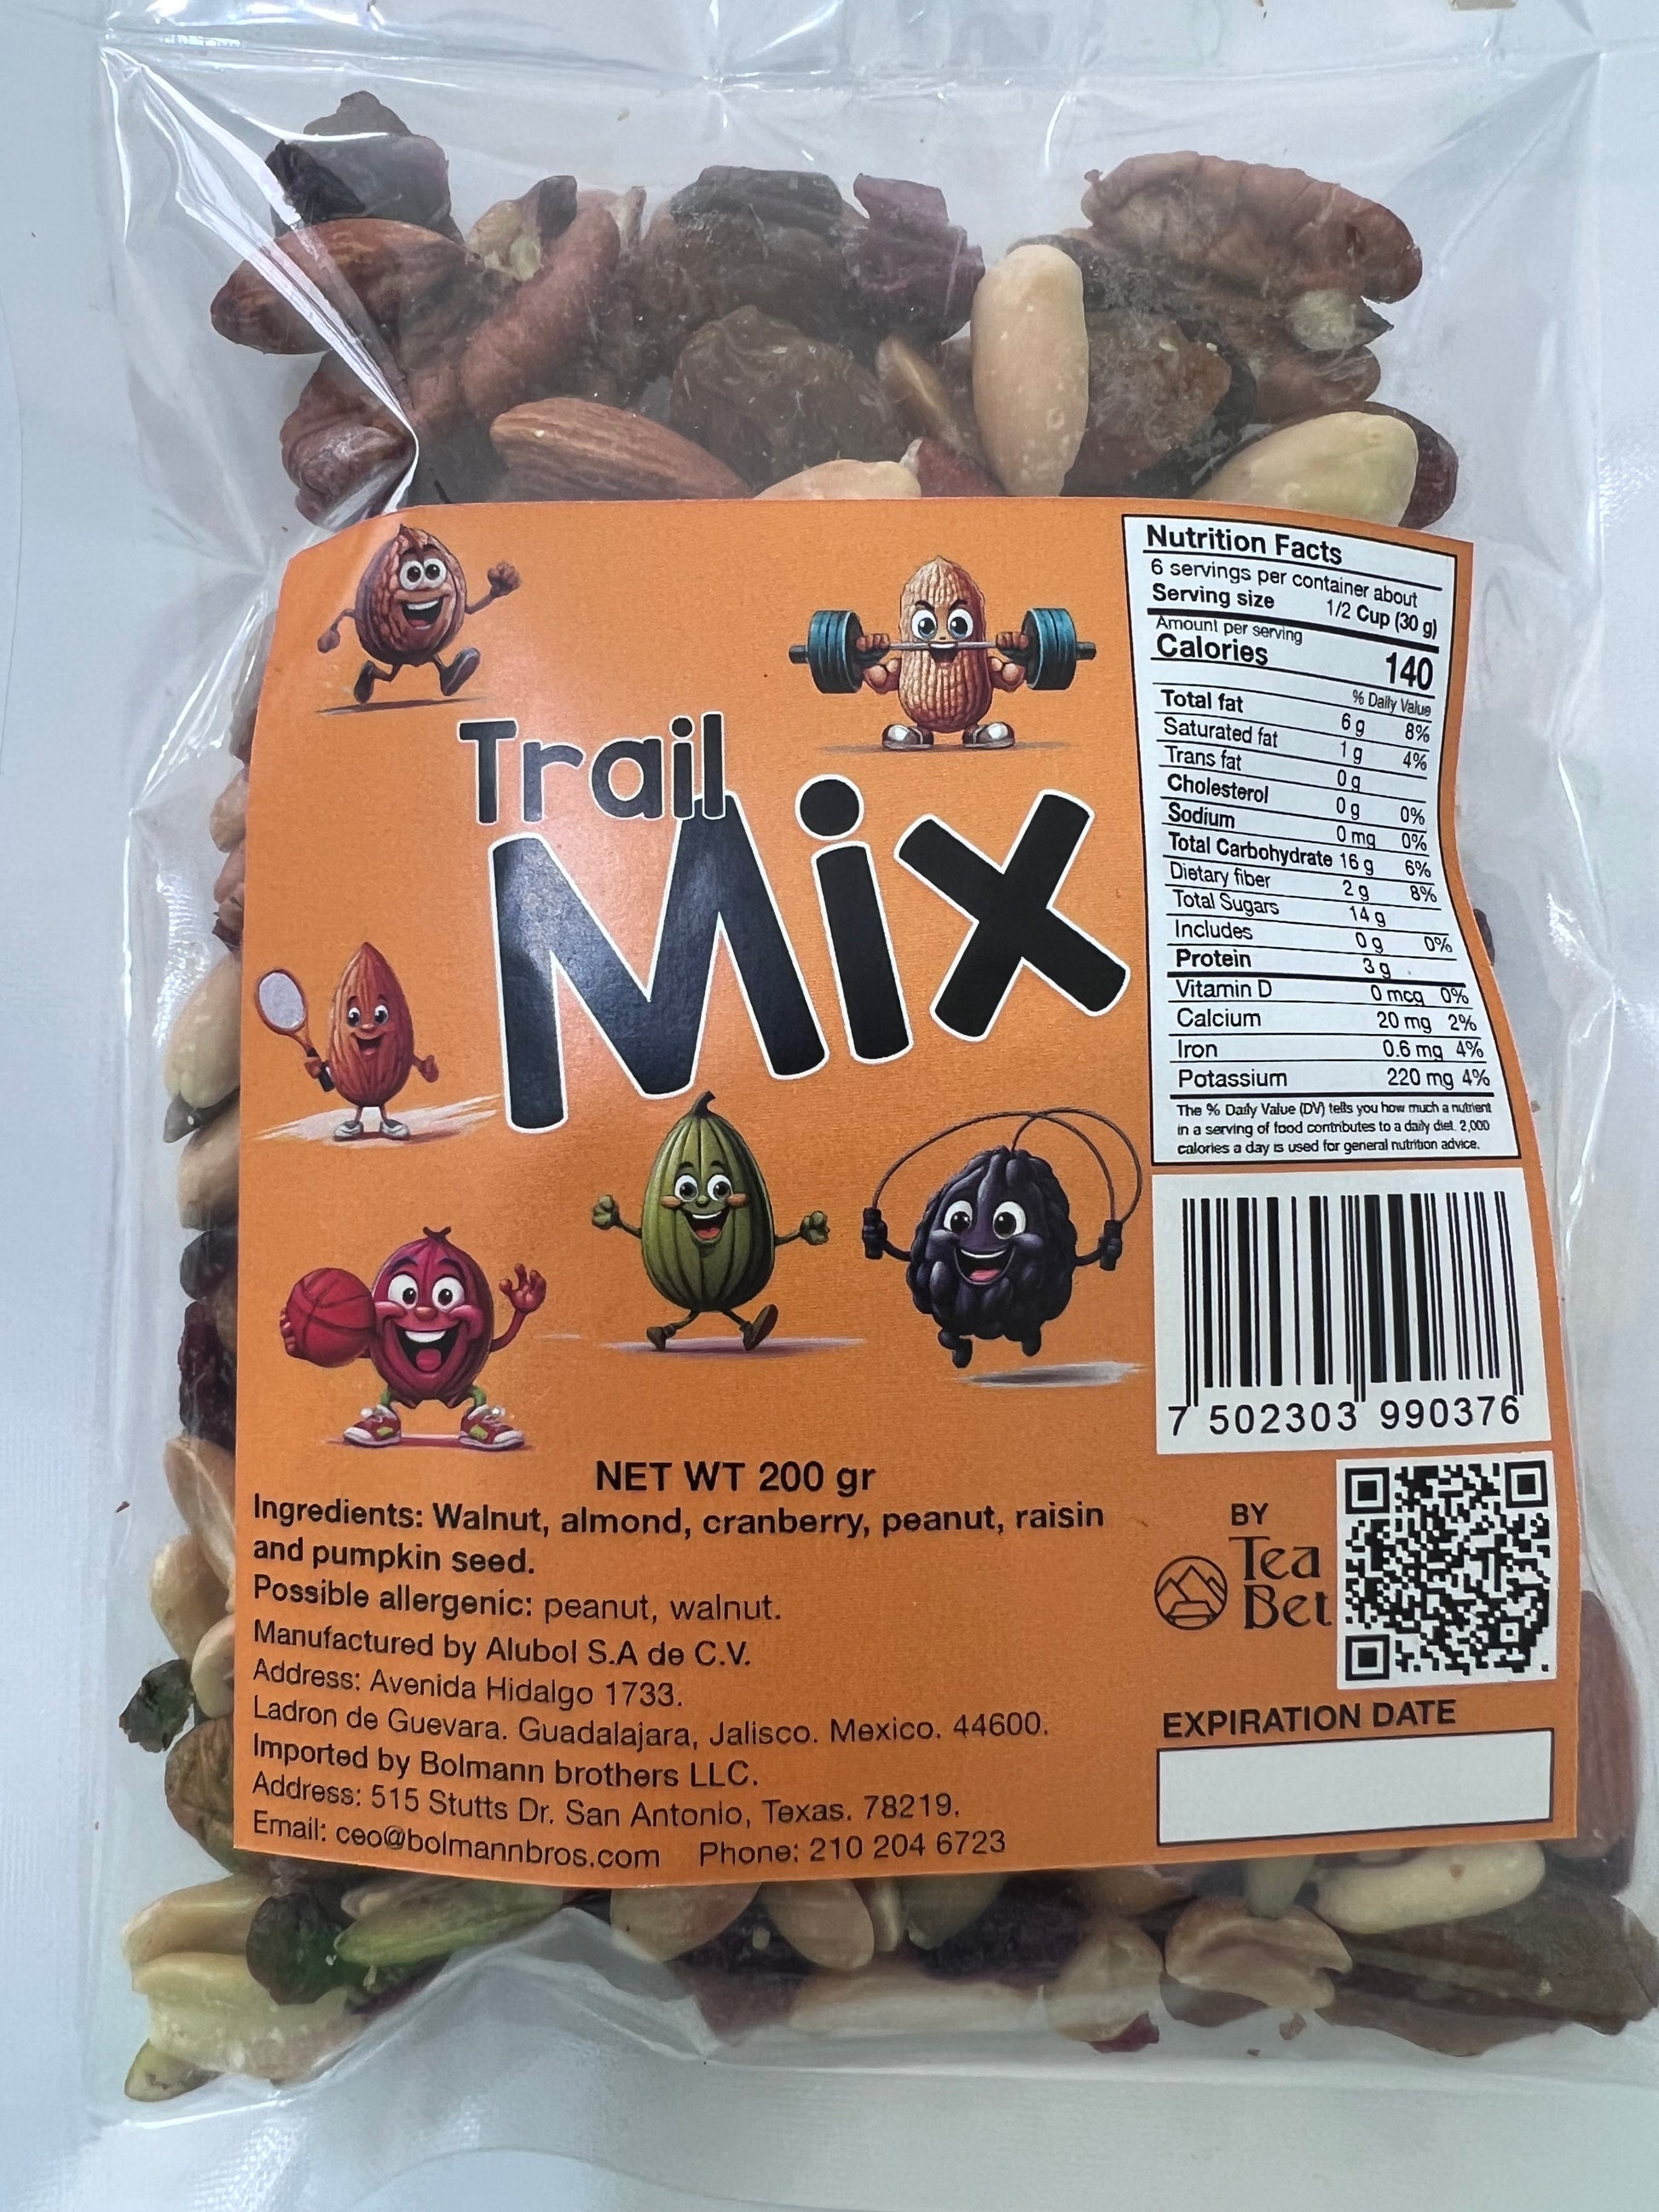 Trail
Mix
NET WT 200 gr
Ingredients: Walnut, almond, cranberry, peanut, raisin
and pumpkin seed.
Possible allergenic: peanut, walnut.
Manufactured by Alubol S.A de C.V.
Address: Avenida Hidalgo 1733.
Ladron de Guevara. Guadalajara, Jalisco. Mexico. 44600.
Imported by Bolmann brothers LLC.
Address: 515 Stutts Dr. San Antonio, Texas. 78219.
Email: ceo@bolmannbros.com Phone: 210 204 6723
Nutrition Facts
6 servings per container about
Serving size 1/2 Cup (30 g)
Amount per serving
Calories 140
% Daily Value
Total fat 6 g 8%
Saturated fat 1 g 4%
Trans fat 0 g
Cholesterol 0 g 0%
Sodium 0 mg 0%
Total Carbohydrate 16 g 6%
Dietary fiber 2 g 8%
Total Sugars 14 g
Includes 0 g 0%
Protein 3 g
Vitamin D 0 mcg 0%
Calcium 20 mg 2%
Iron 0.6 mg 4%
Potassium 220 mg 4%
The % Daily Value (DV) tells you how much a nutrient
in a serving of food contributes to a daily diet. 2,000
calories a day is used for general nutrition advice.
7 502303 990376
BY
Tea
Bet
EXPIRATION DATE